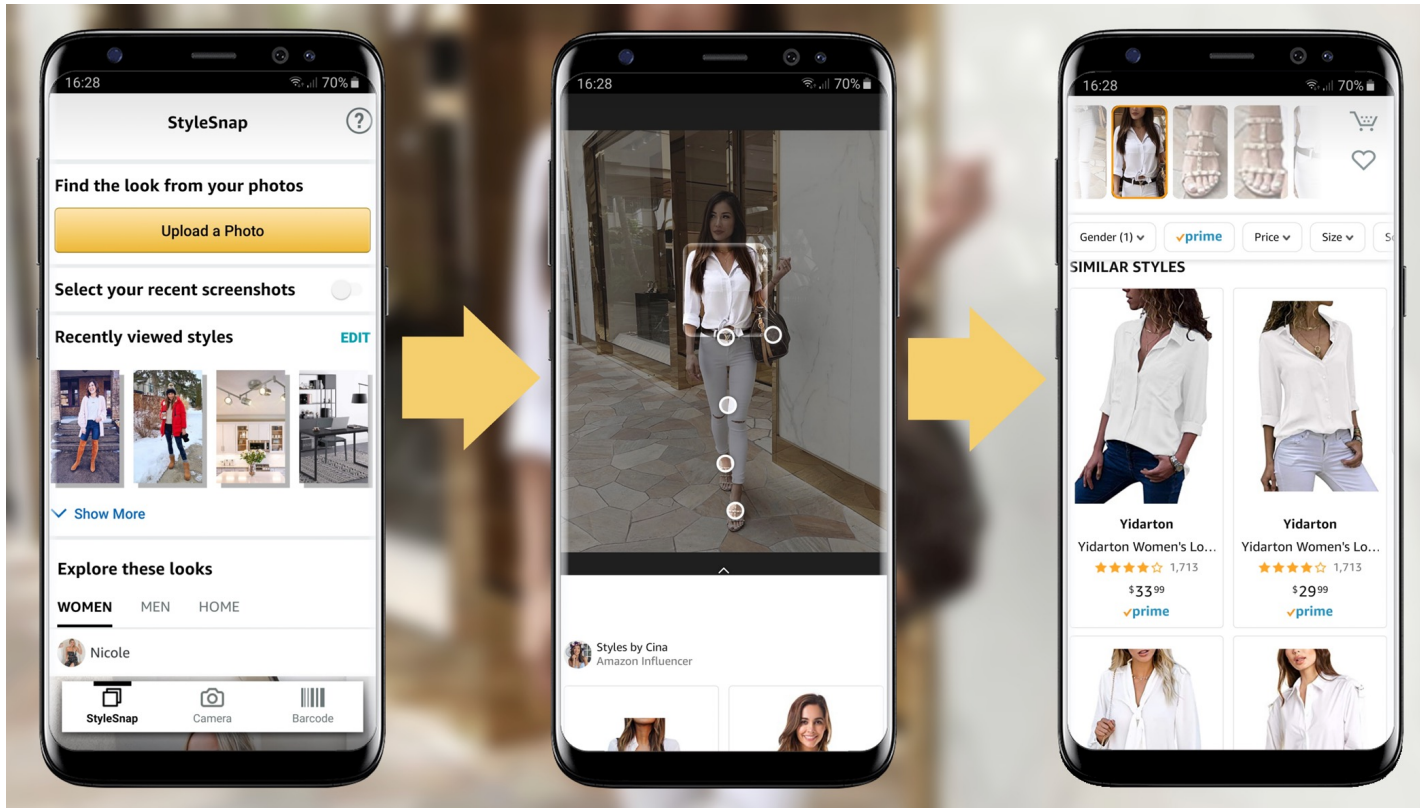 16:28
70%
StyleSnap
?
Find the look from your photos
Upload a Photo
Select your recent screenshots
Recently viewed styles
EDIT
Show More
Explore these looks
WOMEN MEN HOME
Nicole
StyleSnap Camera Barcode
16:28
70%
Styles by Cina
Amazon Influencer
16:28
70%
Gender (1) prime Price Size
SIMILAR STYLES
Yidarton
Yidarton Women's Lo...
1,713
$33 99
prime
Yidarton
Yidarton Women's Lo...
1,713
$29 99
prime